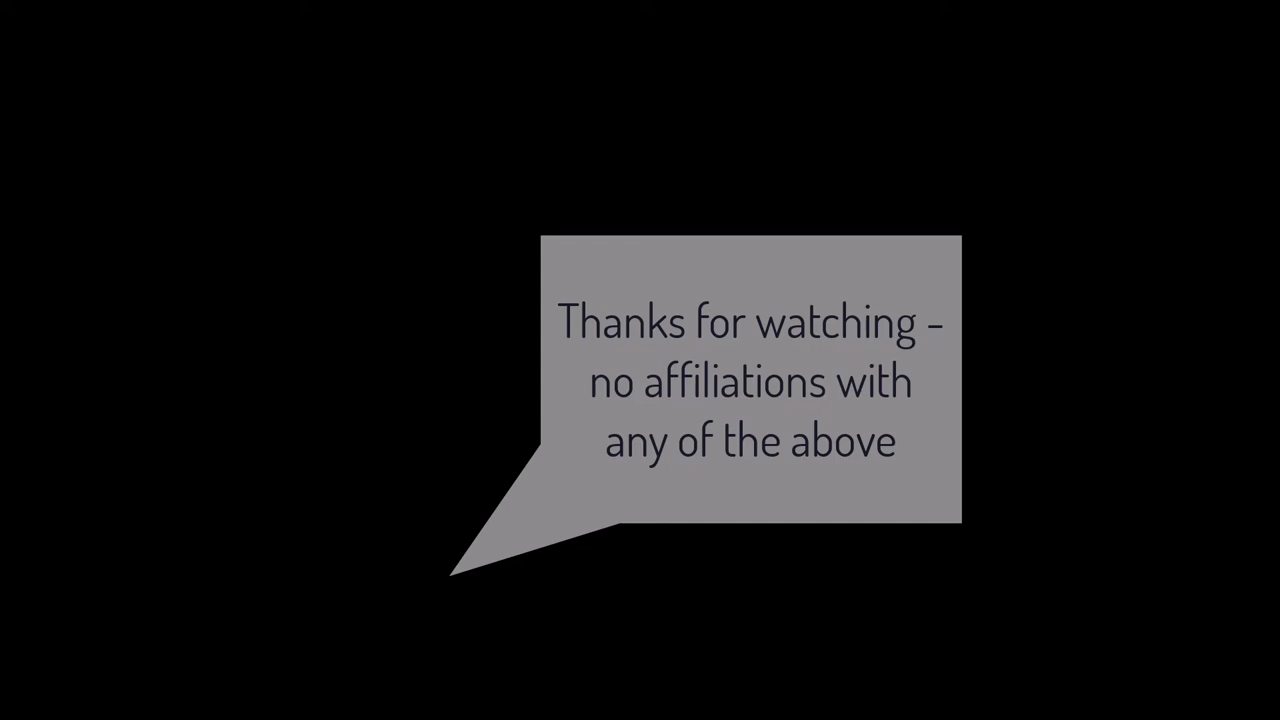 Thanks for watching -
no affiliations with
any of the above